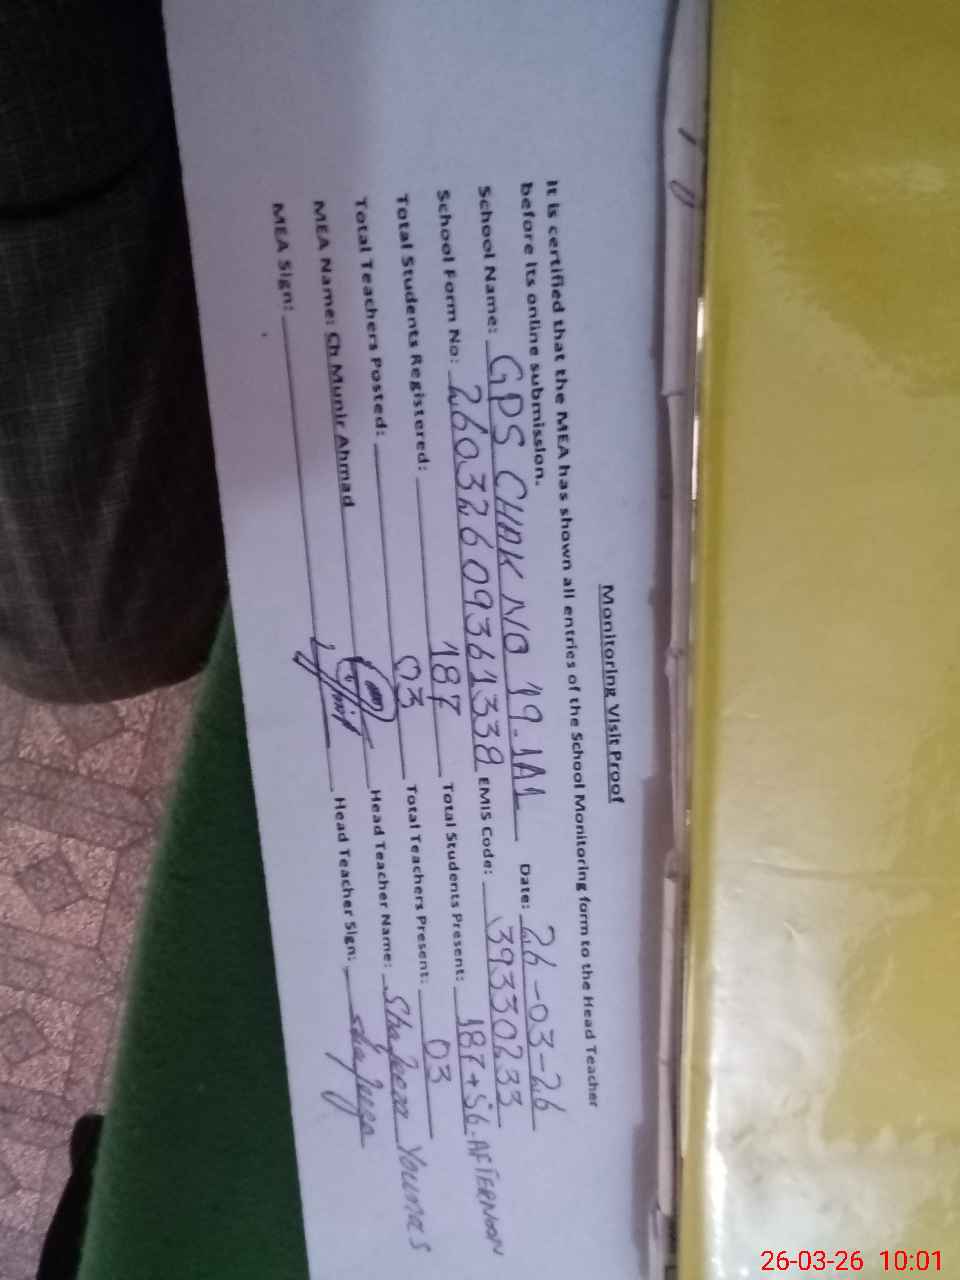 Monitoring Visit Proof
It is certified that the MEA has shown all entries of the School Monitoring form to the Head Teacher
before its online submission.
School Name: GPS CHAK NO 19.1AL Date: 26-03-26
School Form No: 26032609361338 EMIS Code: 39330233
Total Students Registered: 187 Total Students Present: 187+56-AFTERNOON
Total Teachers Posted: 03 Total Teachers Present: 03
MEA Name: Ch Munir Ahmad Head Teacher Name: Younas
MEA Sign: Head Teacher Sign:
26-03-26 10:01